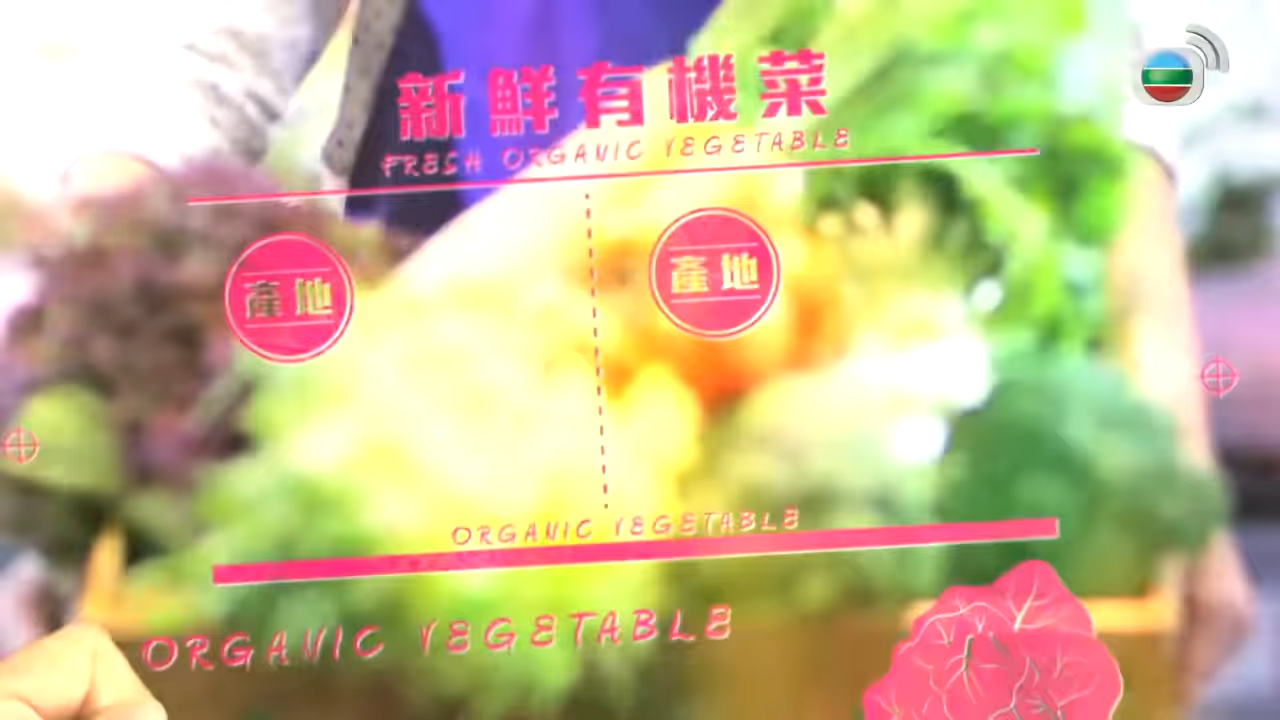 新鮮有機菜
FRESH ORGANIC VEGETABLE
產地
產地
ORGANIC VEGETABLE
ORGANIC VEGETABLE